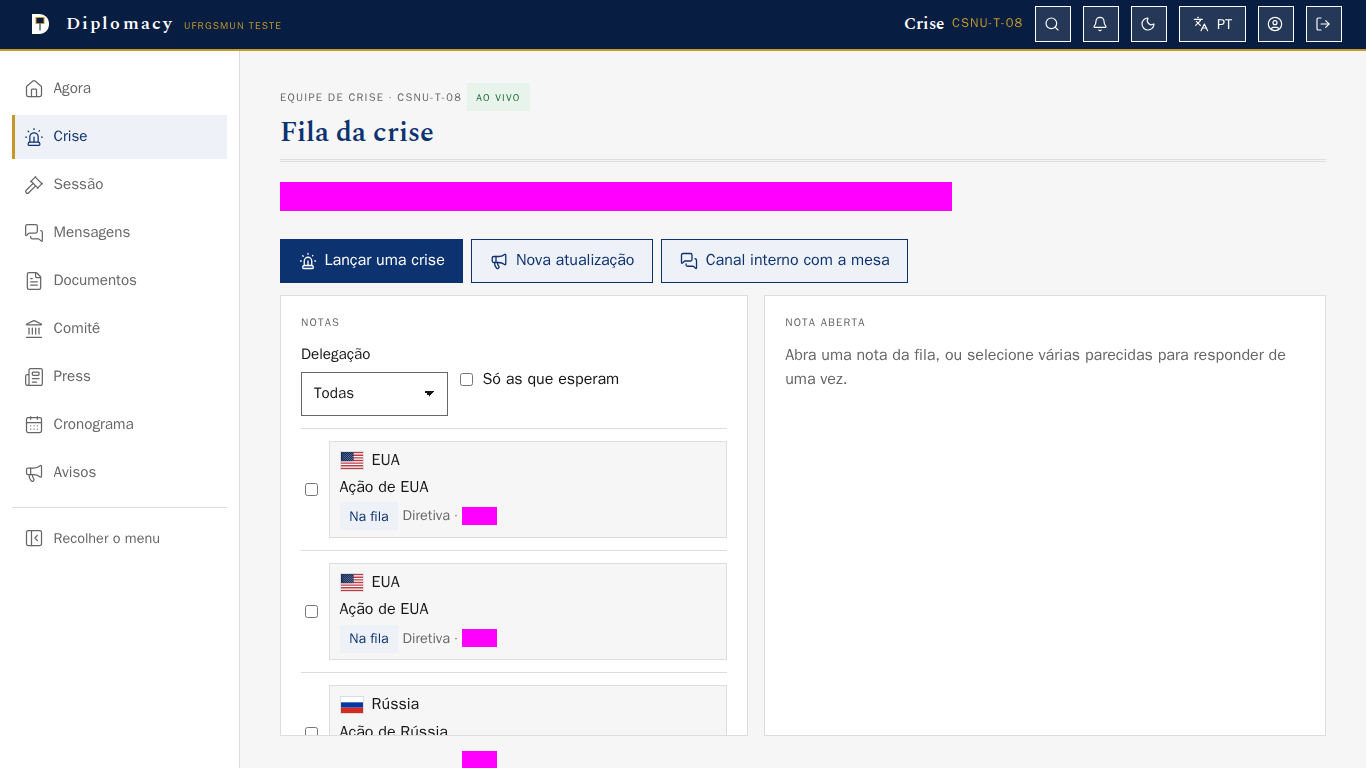 Diplomacy UFRGSMUN TESTE
Crise CSNU-T-08
PT
Agora
Crise
Sessão
Mensagens
Documentos
Comitê
Press
Cronograma
Avisos
Recolher o menu
EQUIPE DE CRISE · CSNU-T-08 AO VIVO
Fila da crise
Lançar uma crise
Nova atualização
Canal interno com a mesa
NOTAS
Delegação
Todas
Só as que esperam
EUA
Ação de EUA
Na fila Diretiva ·
EUA
Ação de EUA
Na fila Diretiva ·
Rússia
Ação de Rússia
NOTA ABERTA
Abra uma nota da fila, ou selecione várias parecidas para responder de
uma vez.